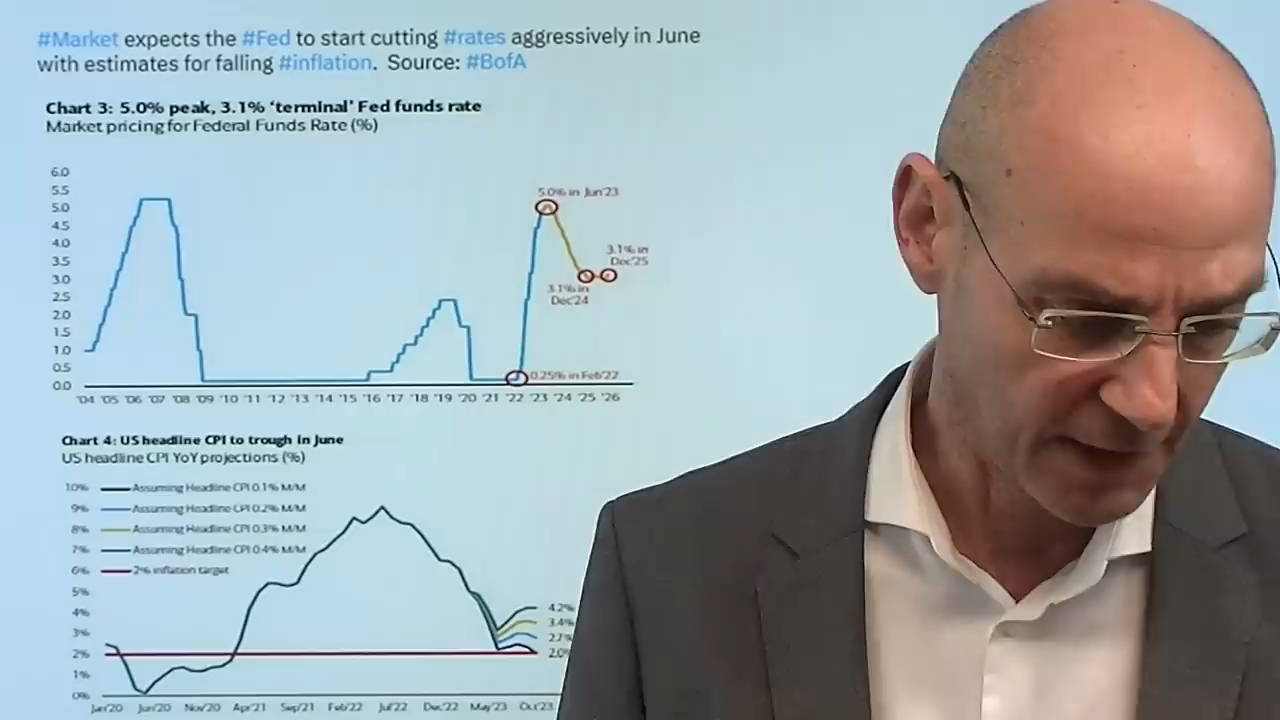 #Market expects the #Fed to start cutting #rates aggressively in June
with estimates for falling #inflation. Source: #BofA
Chart 3: 5.0% peak, 3.1% ‘terminal’ Fed funds rate
Market pricing for Federal Funds Rate (%)
6.0
5.5
5.0
4.5
4.0
3.5
3.0
2.5
2.0
1.5
1.0
0.5
0.0
5.0% in Jun'23
3.1% in
Dec'25
3.1% in
Dec'24
0.25% in Feb'22
'04 '05 '06 '07 '08 '09 '10 '11 '12 '13 '14 '15 '16 '17 '18 '19 '20 '21 '22 '23 '24 '25 '26
Chart 4: US headline CPI to trough in June
US headline CPI YoY projections (%)
10%
9%
8%
7%
6%
5%
4%
3%
2%
1%
0%
Assuming Headline CPI 0.1% M/M
Assuming Headline CPI 0.2% M/M
Assuming Headline CPI 0.3% M/M
Assuming Headline CPI 0.4% M/M
2% inflation target
4.2%
3.4%
2.7%
2.0%
Jan'20 Jun'20 Nov'20 Apr'21 Sep'21 Feb'22 Jul'22 Dec'22 May'23 Oct'23